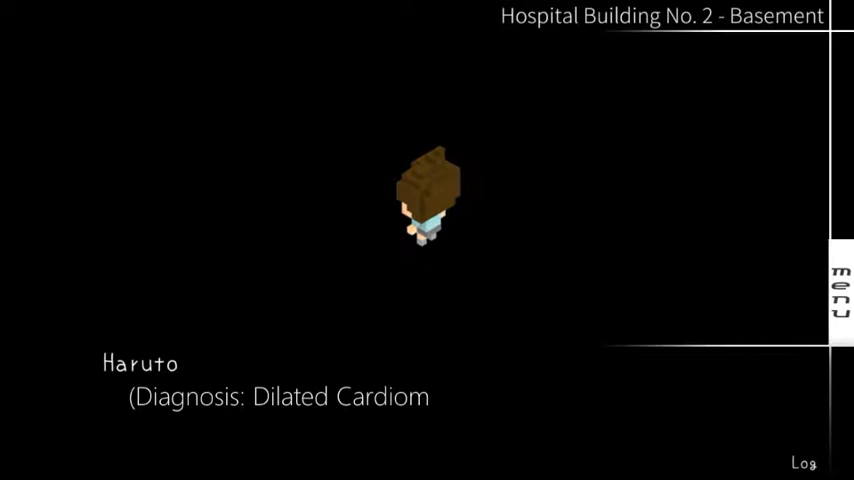 Hospital Building No. 2 - Basement
menu
Haruto
(Diagnosis: Dilated Cardiom
Log